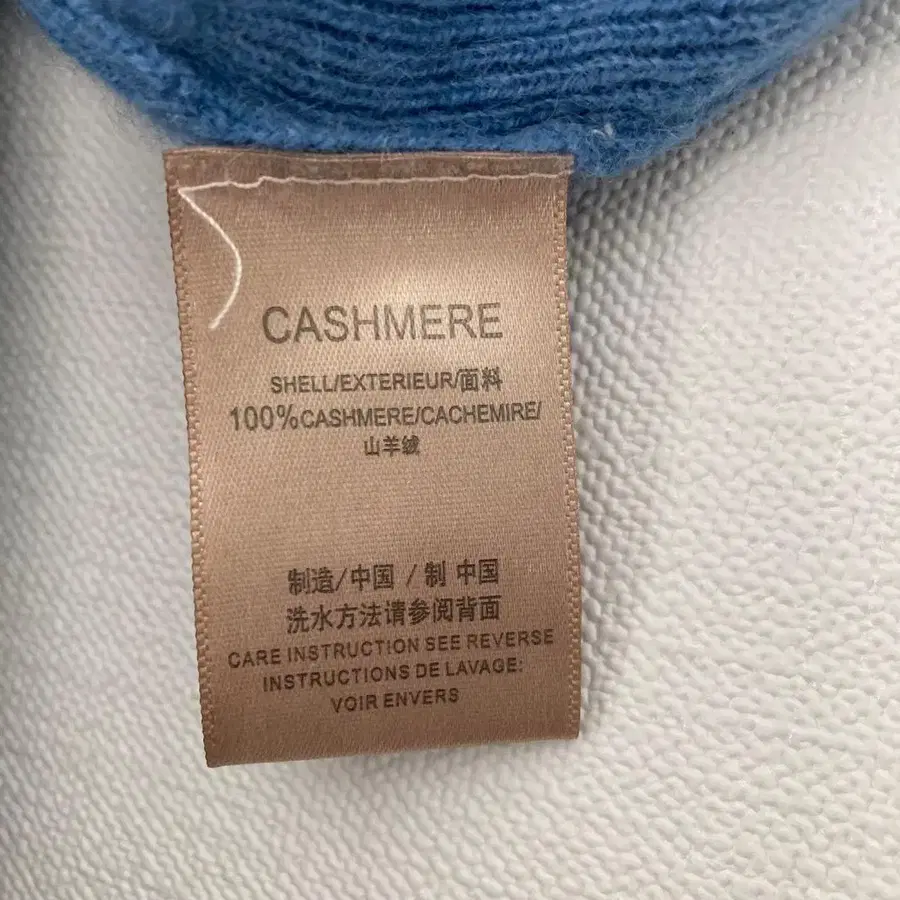 CASHMERE
SHELL/EXTERIEUR/面料
100%CASHMERE/CACHEMIRE/
山羊绒
制造/中国 / 制 中国
洗水方法请参阅背面
CARE INSTRUCTION SEE REVERSE
INSTRUCTIONS DE LAVAGE:
VOIR ENVERS